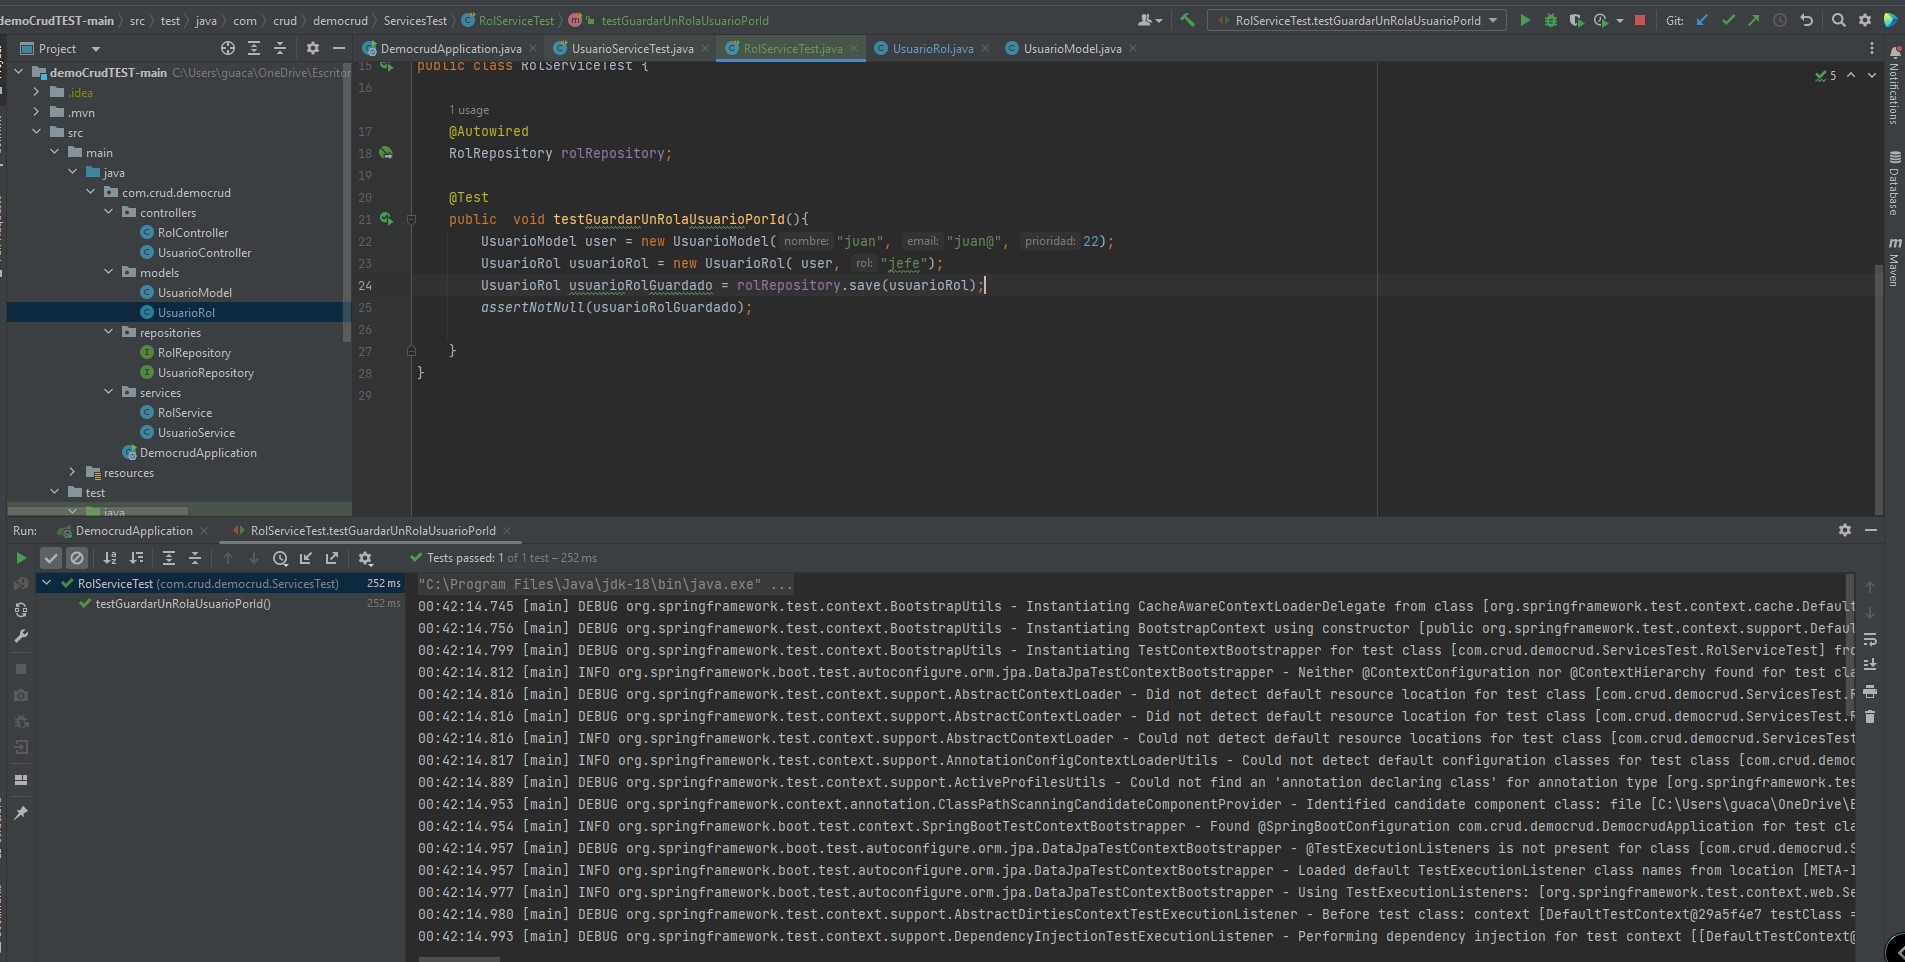 demoCrudTEST-main > src > test > java > com > crud > democrud > ServicesTest > RolServiceTest > testGuardarUnRolaUsuarioPorId
RolServiceTest.testGuardarUnRolaUsuarioPorId
Git:
Project
DemocrudApplication.java
UsuarioServiceTest.java
RolServiceTest.java
UsuarioRol.java
UsuarioModel.java
demoCrudTEST-main C:\Users\guaca\OneDrive\Escritor
.idea
.mvn
src
main
java
com.crud.democrud
controllers
RolController
UsuarioController
models
UsuarioModel
UsuarioRol
repositories
RolRepository
UsuarioRepository
services
RolService
UsuarioService
DemocrudApplication
resources
test
java
15 public class RolServiceTest {
16
1 usage
17 @Autowired
18 RolRepository rolRepository;
19
20 @Test
21 public  void testGuardarUnRolaUsuarioPorId(){
22 UsuarioModel user = new UsuarioModel( nombre: "juan", email: "juan@", prioridad: 22);
23 UsuarioRol usuarioRol = new UsuarioRol( user, rol: "jefe");
24 UsuarioRol usuarioRolGuardado = rolRepository.save(usuarioRol);
25 assertNotNull(usuarioRolGuardado);
26
27 }
28 }
29
5
Notifications
Database
Maven
Run:
DemocrudApplication
RolServiceTest.testGuardarUnRolaUsuarioPorId
Tests passed: 1 of 1 test – 252 ms
RolServiceTest (com.crud.democrud.ServicesTest) 252 ms
testGuardarUnRolaUsuarioPorId() 252 ms
"C:\Program Files\Java\jdk-18\bin\java.exe" ...
00:42:14.745 [main] DEBUG org.springframework.test.context.BootstrapUtils - Instantiating CacheAwareContextLoaderDelegate from class [org.springframework.test.context.cache.Default
00:42:14.756 [main] DEBUG org.springframework.test.context.BootstrapUtils - Instantiating BootstrapContext using constructor [public org.springframework.test.context.support.Defaul
00:42:14.799 [main] DEBUG org.springframework.test.context.BootstrapUtils - Instantiating TestContextBootstrapper for test class [com.crud.democrud.ServicesTest.RolServiceTest] fro
00:42:14.812 [main] INFO org.springframework.boot.test.autoconfigure.orm.jpa.DataJpaTestContextBootstrapper - Neither @ContextConfiguration nor @ContextHierarchy found for test cla
00:42:14.816 [main] DEBUG org.springframework.test.context.support.AbstractContextLoader - Did not detect default resource location for test class [com.crud.democrud.ServicesTest.R
00:42:14.816 [main] DEBUG org.springframework.test.context.support.AbstractContextLoader - Did not detect default resource location for test class [com.crud.democrud.ServicesTest.R
00:42:14.816 [main] INFO org.springframework.test.context.support.AbstractContextLoader - Could not detect default resource locations for test class [com.crud.democrud.ServicesTest
00:42:14.817 [main] INFO org.springframework.test.context.support.AnnotationConfigContextLoaderUtils - Could not detect default configuration classes for test class [com.crud.democ
00:42:14.889 [main] DEBUG org.springframework.test.context.support.ActiveProfilesUtils - Could not find an 'annotation declaring class' for annotation type [org.springframework.tes
00:42:14.953 [main] DEBUG org.springframework.context.annotation.ClassPathScanningCandidateComponentProvider - Identified candidate component class: file [C:\Users\guaca\OneDrive\E
00:42:14.954 [main] INFO org.springframework.boot.test.context.SpringBootTestContextBootstrapper - Found @SpringBootConfiguration com.crud.democrud.DemocrudApplication for test cla
00:42:14.957 [main] DEBUG org.springframework.boot.test.autoconfigure.orm.jpa.DataJpaTestContextBootstrapper - @TestExecutionListeners is not present for class [com.crud.democrud.S
00:42:14.957 [main] INFO org.springframework.boot.test.autoconfigure.orm.jpa.DataJpaTestContextBootstrapper - Loaded default TestExecutionListener class names from location [META-I
00:42:14.977 [main] INFO org.springframework.boot.test.autoconfigure.orm.jpa.DataJpaTestContextBootstrapper - Using TestExecutionListeners: [org.springframework.test.context.web.Se
00:42:14.980 [main] DEBUG org.springframework.test.context.support.AbstractDirtiesContextTestExecutionListener - Before test class: context [DefaultTestContext@29a5f4e7 testClass =
00:42:14.993 [main] DEBUG org.springframework.test.context.support.DependencyInjectionTestExecutionListener - Performing dependency injection for test context [[DefaultTestContext@